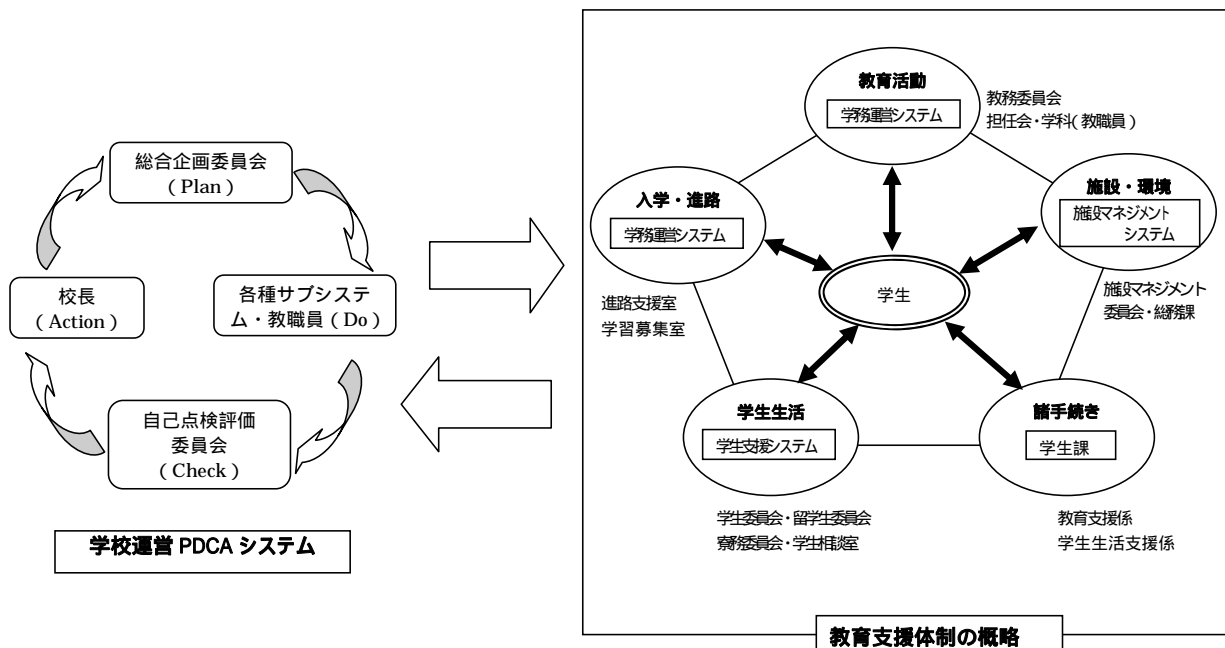 総合企画委員会
(Plan)
校長
(Action)
各種サブシステ
ム・教職員(Do)
自己点検評価
委員会
(Check)
学校運営 PDCA システム
教育活動
学務運営システム
教務委員会
担任会・学科(教職員)
入学・進路
学務運営システム
進路支援室
学習募集室
施設・環境
施設マネジメント
システム
施設マネジメント
委員会・総務課
学生
学生生活
学生支援システム
学生委員会・留学生委員会
寮務委員会・学生相談室
諸手続き
学生課
教育支援係
学生生活支援係
教育支援体制の概略